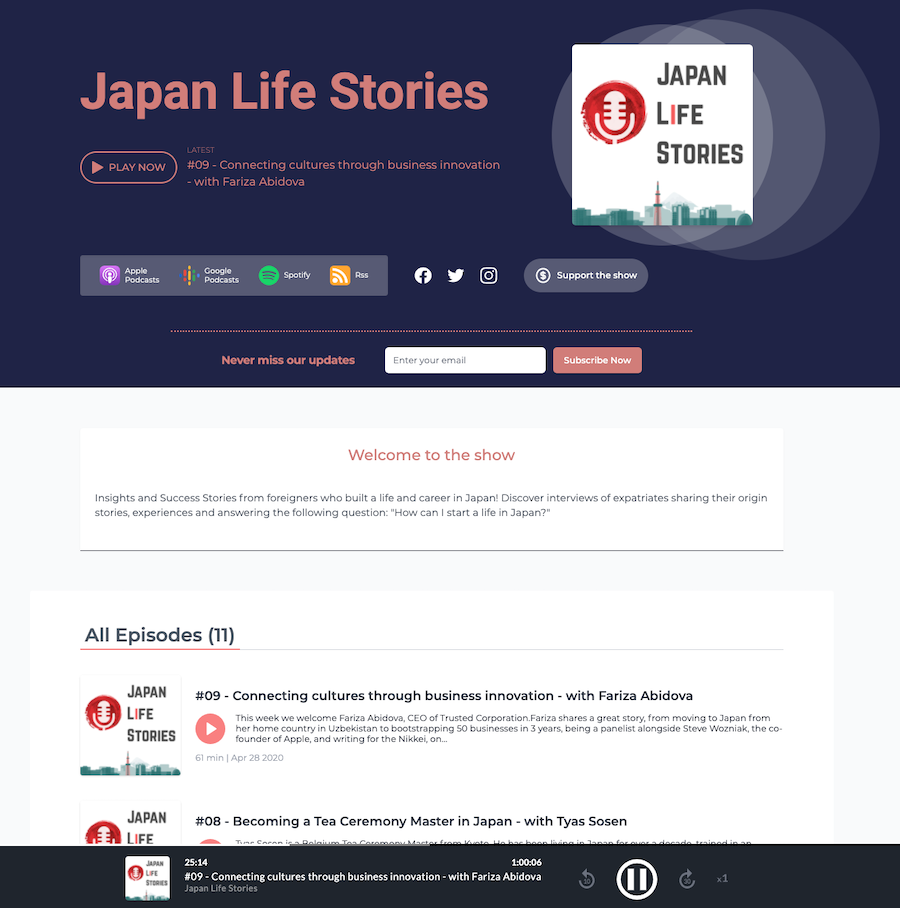 Japan Life Stories
JAPAN
LIFE
STORIES
PLAY NOW
LATEST
#09 - Connecting cultures through business innovation
- with Fariza Abidova
Apple
Podcasts
Google
Podcasts
Spotify
Rss
Support the show
Never miss our updates
Enter your email
Subscribe Now
Welcome to the show
Insights and Success Stories from foreigners who built a life and career in Japan! Discover interviews of expatriates sharing their origin
stories, experiences and answering the following question: "How can I start a life in Japan?"
All Episodes (11)
JAPAN
LIFE
STORIES
#09 - Connecting cultures through business innovation - with Fariza Abidova
This week we welcome Fariza Abidova, CEO of Trusted Corporation.Fariza shares a great story, from moving to Japan from
her home country in Uzbekistan to bootstrapping 50 businesses in 3 years, being a panelist alongside Steve Wozniak, the co-
founder of Apple, and writing for the Nikkei, on...
61 min | Apr 28 2020
JAPAN
LIFE
#08 - Becoming a Tea Ceremony Master in Japan - with Tyas Sosen
Tyas Sosen is a Belgium Tea Ceremony Master from Kyoto. He has been living in Japan for over a decade, trained in an
JAPAN
LIFE
STORIES
25:14
1:00:06
#09 - Connecting cultures through business innovation - with Fariza Abidova
Japan Life Stories
10
30
x1